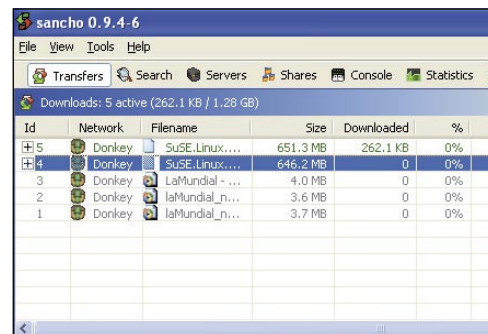 sancho 0.9.4-6
File View Tools Help
Transfers Search Servers Shares Console Statistics
Downloads: 5 active (262.1 KB / 1.28 GB)
Id Network Filename Size Downloaded %
5 Donkey SuSE.Linux.... 651.3 MB 262.1 KB 0%
4 Donkey SuSE.Linux.... 646.2 MB 0 0%
3 Donkey LaMundial - ... 4.0 MB 0 0%
2 Donkey laMundial_n... 3.6 MB 0 0%
1 Donkey laMundial_n... 3.7 MB 0 0%